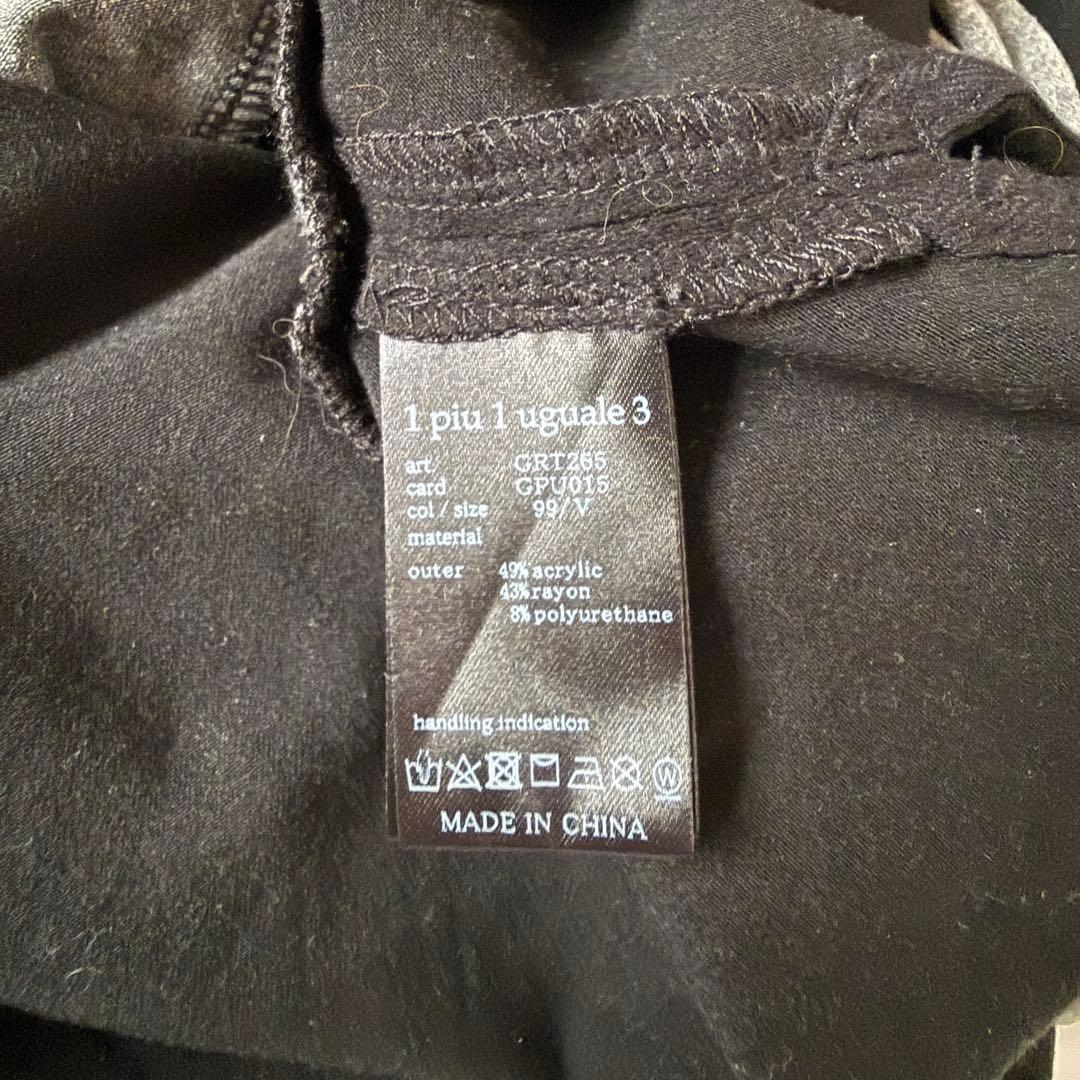 1 piu 1 uguale 3
art. GRT265
card GPU015
col / size 99/V
material
outer 49% acrylic
43% rayon
8% polyurethane
handling indication
W
MADE IN CHINA